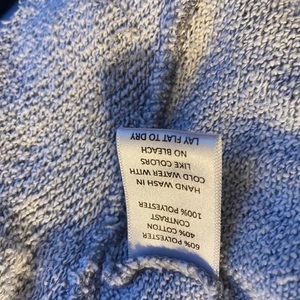 60% POLYESTER
40% COTTON
CONTRAST
100% POLYESTER
HAND WASH IN
COLD WATER WITH
LIKE COLORS
NO BLEACH
LAY FLAT TO DRY